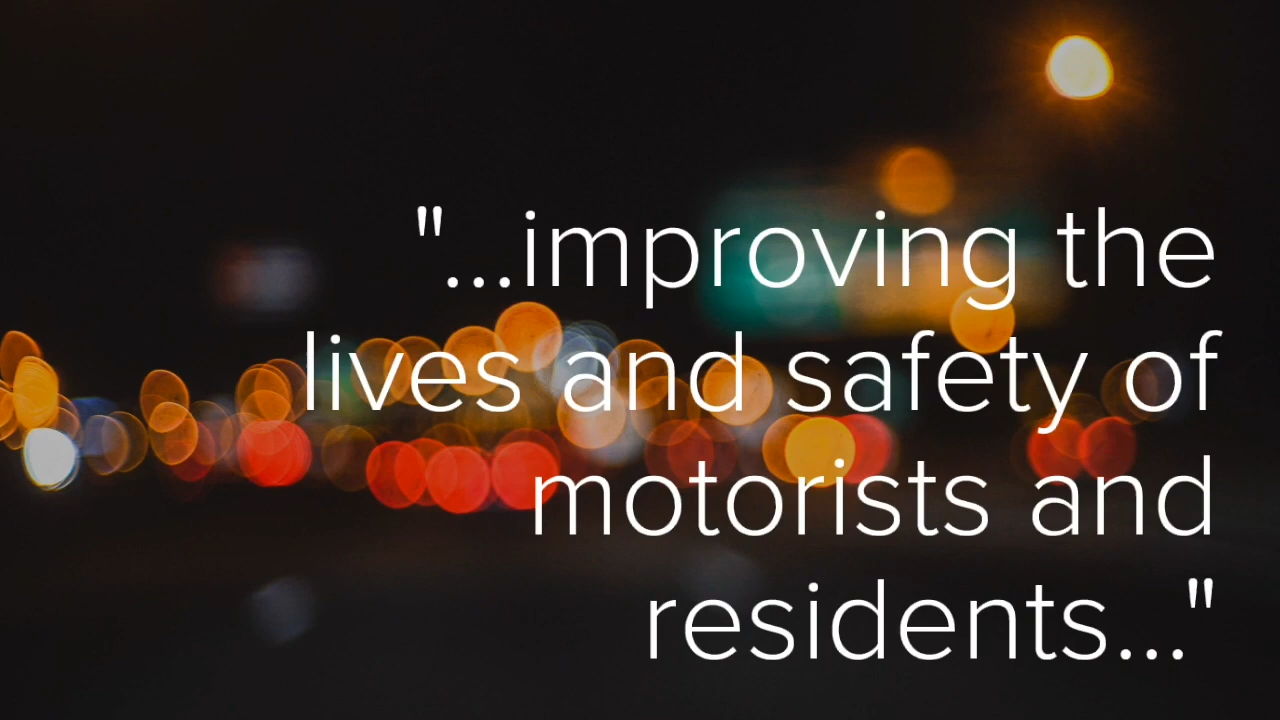 "...improving the
lives and safety of
motorists and
residents..."